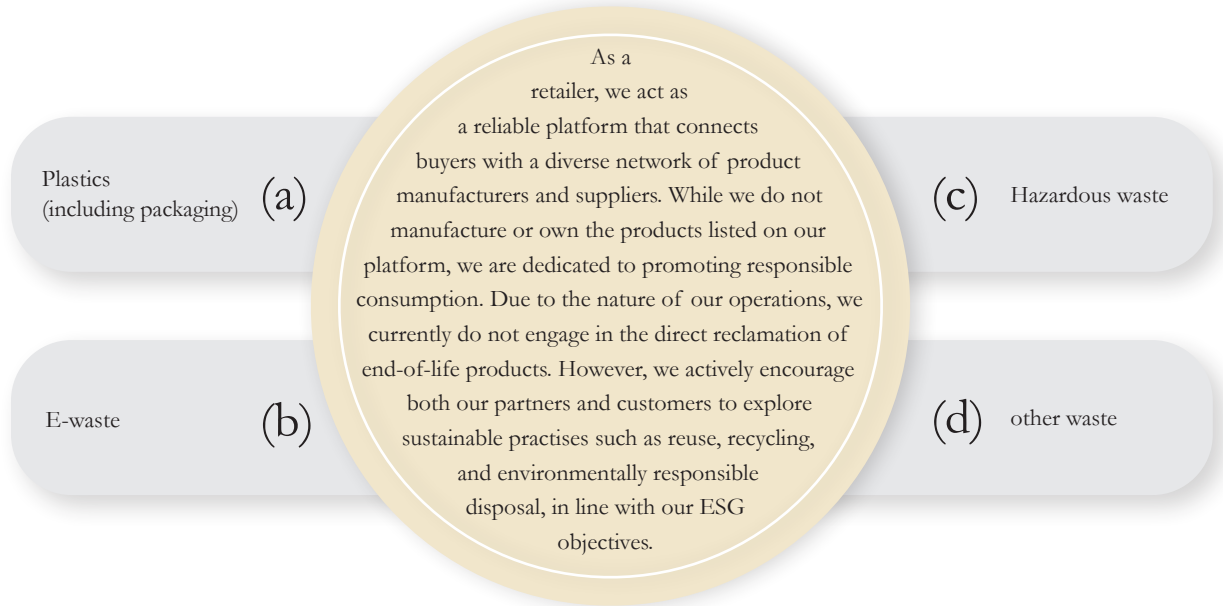 Plastics
(including packaging) (a)
E-waste (b)
As a
retailer, we act as
a reliable platform that connects
buyers with a diverse network of product
manufacturers and suppliers. While we do not
manufacture or own the products listed on our
platform, we are dedicated to promoting responsible
consumption. Due to the nature of our operations, we
currently do not engage in the direct reclamation of
end-of-life products. However, we actively encourage
both our partners and customers to explore
sustainable practises such as reuse, recycling,
and environmentally responsible
disposal, in line with our ESG
objectives.
(c) Hazardous waste
(d) other waste